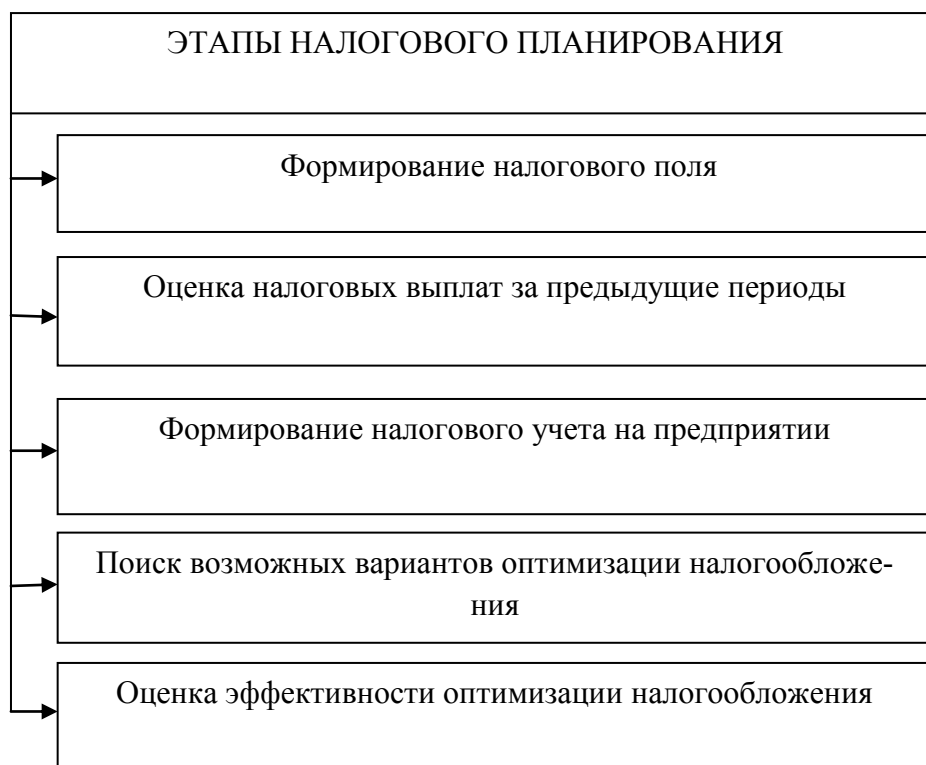 ЭТАПЫ НАЛОГОВОГО ПЛАНИРОВАНИЯ
Формирование налогового поля
Оценка налоговых выплат за предыдущие периоды
Формирование налогового учета на предприятии
Поиск возможных вариантов оптимизации налогообложе-
ния
Оценка эффективности оптимизации налогообложения